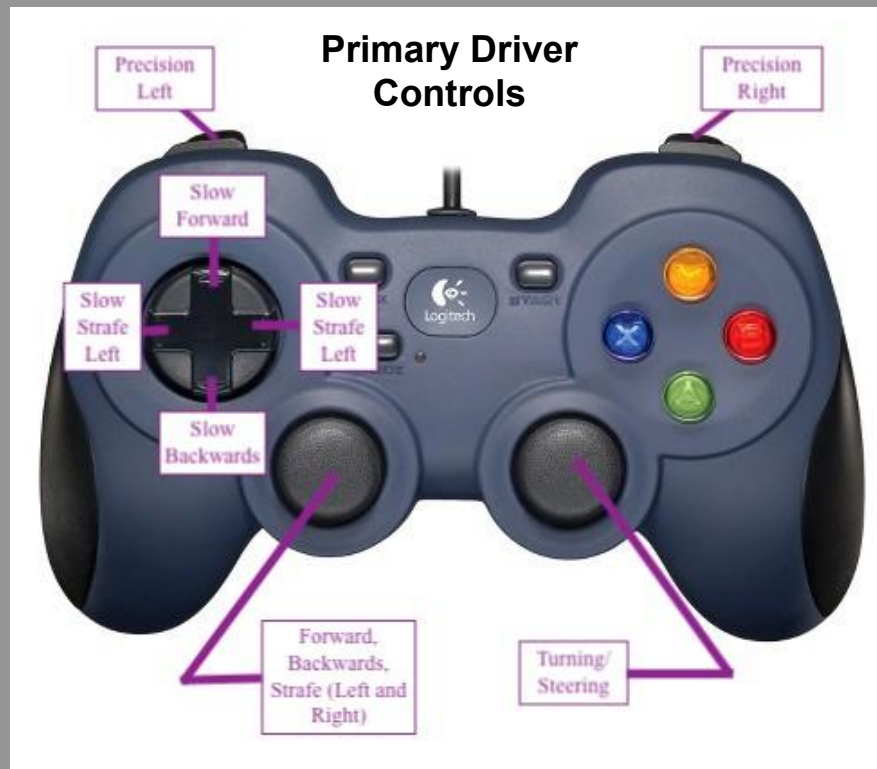 Primary Driver
Controls
Precision
Left
Precision
Right
Slow
Forward
Slow
Strafe
Left
Slow
Strafe
Left
Slow
Backwards
Logitech
START
Y
X
B
A
Forward,
Backwards,
Strafe (Left and
Right)
Turning/
Steering